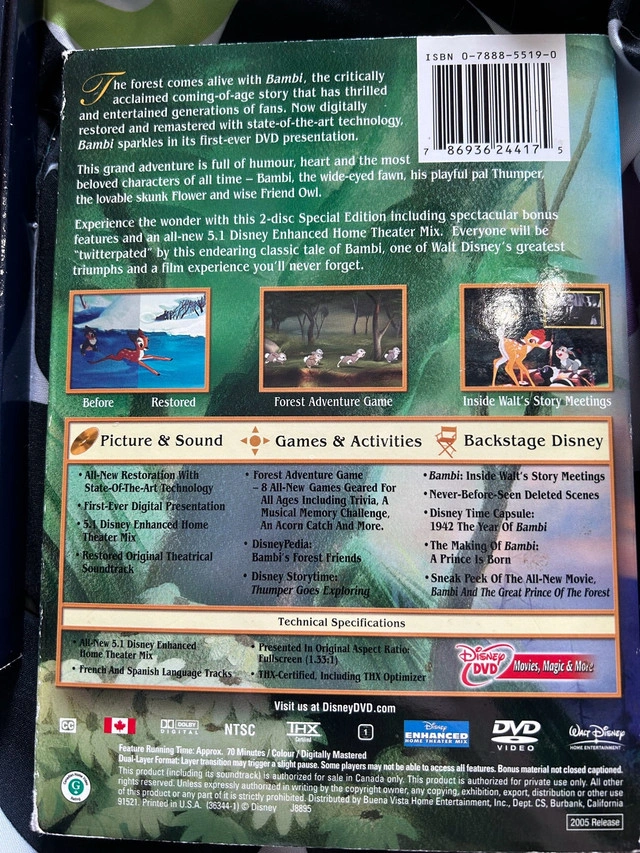 ISBN 0-7888-5519-0
7 86936 24417 5
The forest comes alive with Bambi, the critically
acclaimed coming-of-age story that has thrilled
and entertained generations of fans. Now digitally
restored and remastered with state-of-the-art technology,
Bambi sparkles in its first-ever DVD presentation.
This grand adventure is full of humour, heart and the most
beloved characters of all time – Bambi, the wide-eyed fawn, his playful pal Thumper,
the lovable skunk Flower and wise Friend Owl.
Experience the wonder with this 2-disc Special Edition including spectacular bonus
features and an all-new 5.1 Disney Enhanced Home Theater Mix. Everyone will be
"twitterpated" by this endearing classic tale of Bambi, one of Walt Disney's greatest
triumphs and a film experience you'll never forget.
Before Restored
Forest Adventure Game
Inside Walt's Story Meetings
Picture & Sound
• All-New Restoration With
State-Of-The-Art Technology
• First-Ever Digital Presentation
• 5.1 Disney Enhanced Home
Theater Mix
• Restored Original Theatrical
Soundtrack
Games & Activities
• Forest Adventure Game
– 8 All-New Games Geared For
All Ages Including Trivia, A
Musical Memory Challenge,
An Acorn Catch And More.
• DisneyPedia:
Bambi's Forest Friends
• Disney Storytime:
Thumper Goes Exploring
Backstage Disney
• Bambi: Inside Walt's Story Meetings
• Never-Before-Seen Deleted Scenes
• Disney Time Capsule:
1942 The Year Of Bambi
• The Making Of Bambi:
A Prince Is Born
• Sneak Peek Of The All-New Movie,
Bambi And The Great Prince Of The Forest
Technical Specifications
• All-New 5.1 Disney Enhanced
Home Theater Mix
• French And Spanish Language Tracks
• Presented In Original Aspect Ratio:
Fullscreen (1.33:1)
• THX-Certified, Including THX Optimizer
Disney DVD Movies, Magic & More
Visit us at DisneyDVD.com
CC
DOLBY DIGITAL
NTSC
THX Certified
1
Disney ENHANCED HOME THEATER MIX
DVD VIDEO
Walt Disney HOME ENTERTAINMENT
Feature Running Time: Approx. 70 Minutes / Colour / Digitally Mastered
Dual-Layer Format: Layer transition may trigger a slight pause. Some players may not be able to access all features. Bonus material not closed captioned.
This product (including its soundtrack) is authorized for sale in Canada only. This product is authorized for private use only. All other
rights reserved. Unless expressly authorized in writing by the copyright owner, any copying, exhibition, export, distribution or other use
of this product or any part of it is strictly prohibited. Distributed by Buena Vista Home Entertainment, Inc., Dept. CS, Burbank, California
91521. Printed in U.S.A. (36344-1) © Disney J8895
G
2005 Release